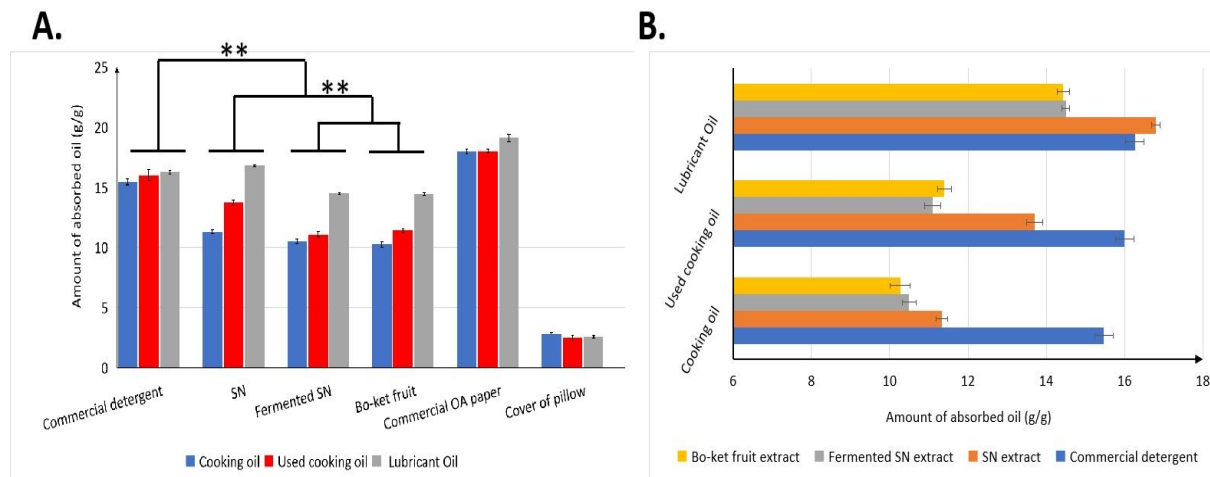 A.
**
**
25
20
15
10
5
0
Amount of absorbed oil (g/g)
Commercial detergent
SN
Fermented SN
Bo-ket fruit
Commercial OA paper
Cover of pillow
Cooking oil Used cooking oil Lubricant Oil
B.
Lubricant Oil
Used cooking oil
Cooking oil
6 8 10 12 14 16 18
Amount of absorbed oil (g/g)
Bo-ket fruit extract Fermented SN extract SN extract Commercial detergent